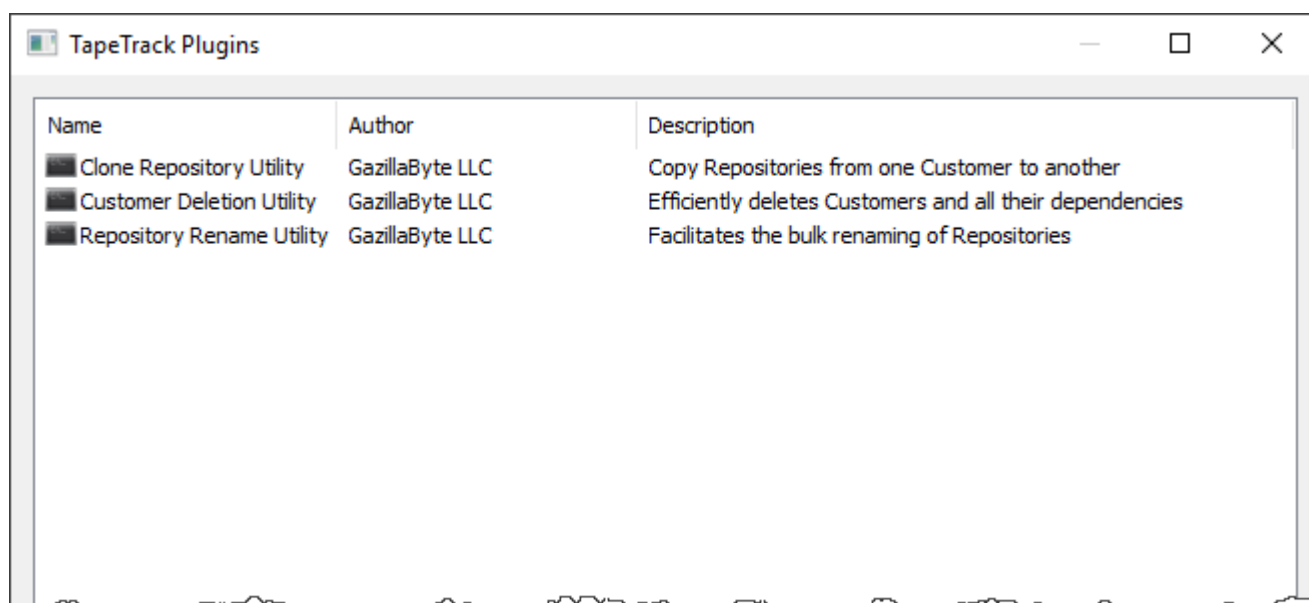 TapeTrack Plugins
Name Author Description
Clone Repository Utility GazillaByte LLC Copy Repositories from one Customer to another
Customer Deletion Utility GazillaByte LLC Efficiently deletes Customers and all their dependencies
Repository Rename Utility GazillaByte LLC Facilitates the bulk renaming of Repositories